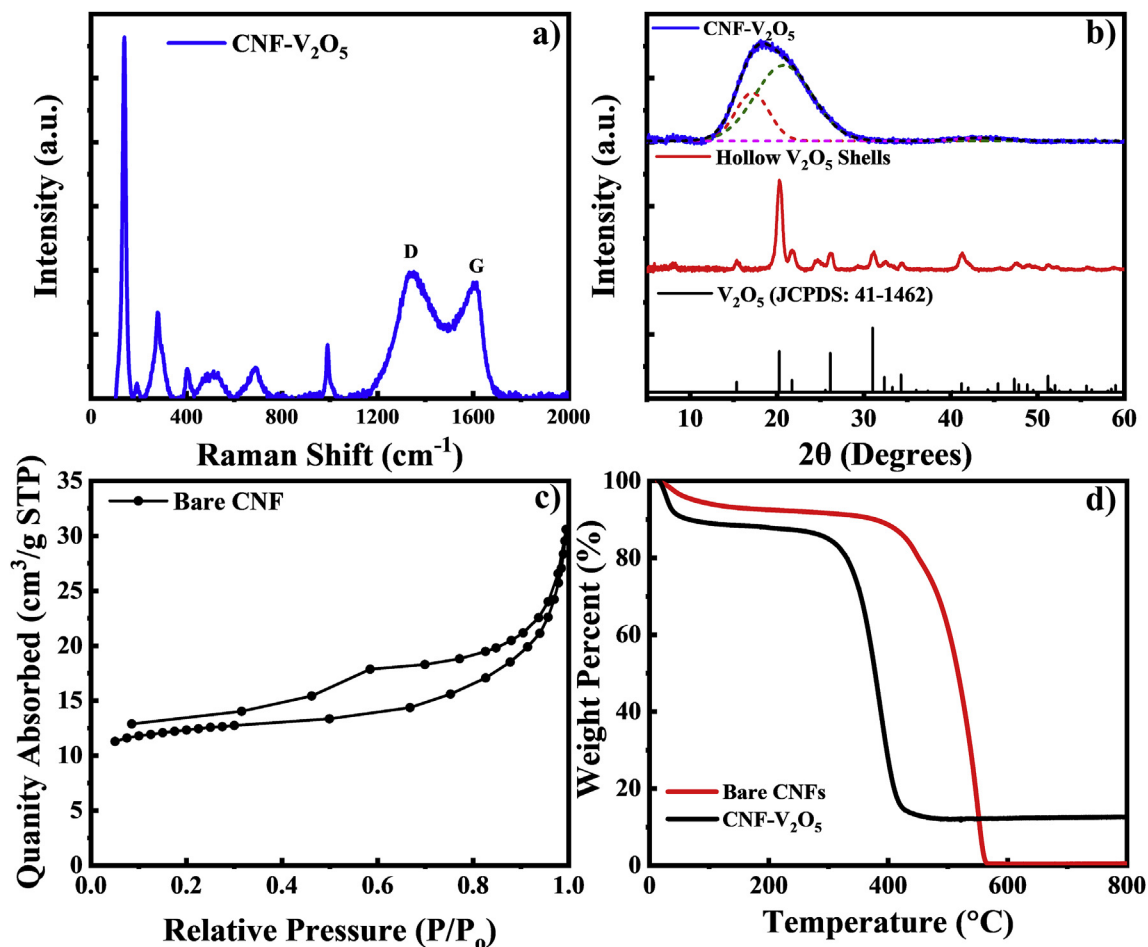 a)
CNF-V₂O₅
D
G
Intensity (a.u.)
0 400 800 1200 1600 2000
Raman Shift (cm⁻¹)
b)
CNF-V₂O₅
Hollow V₂O₅ Shells
V₂O₅ (JCPDS: 41-1462)
Intensity (a.u.)
10 20 30 40 50 60
2θ (Degrees)
c)
Bare CNF
Quanity Absorbed (cm³/g STP)
35
30
25
20
15
10
5
0
0.0 0.2 0.4 0.6 0.8 1.0
Relative Pressure (P/Pₒ)
d)
Weight Percent (%)
100
80
60
40
20
0
Bare CNFs
CNF-V₂O₅
0 200 400 600 800
Temperature (°C)